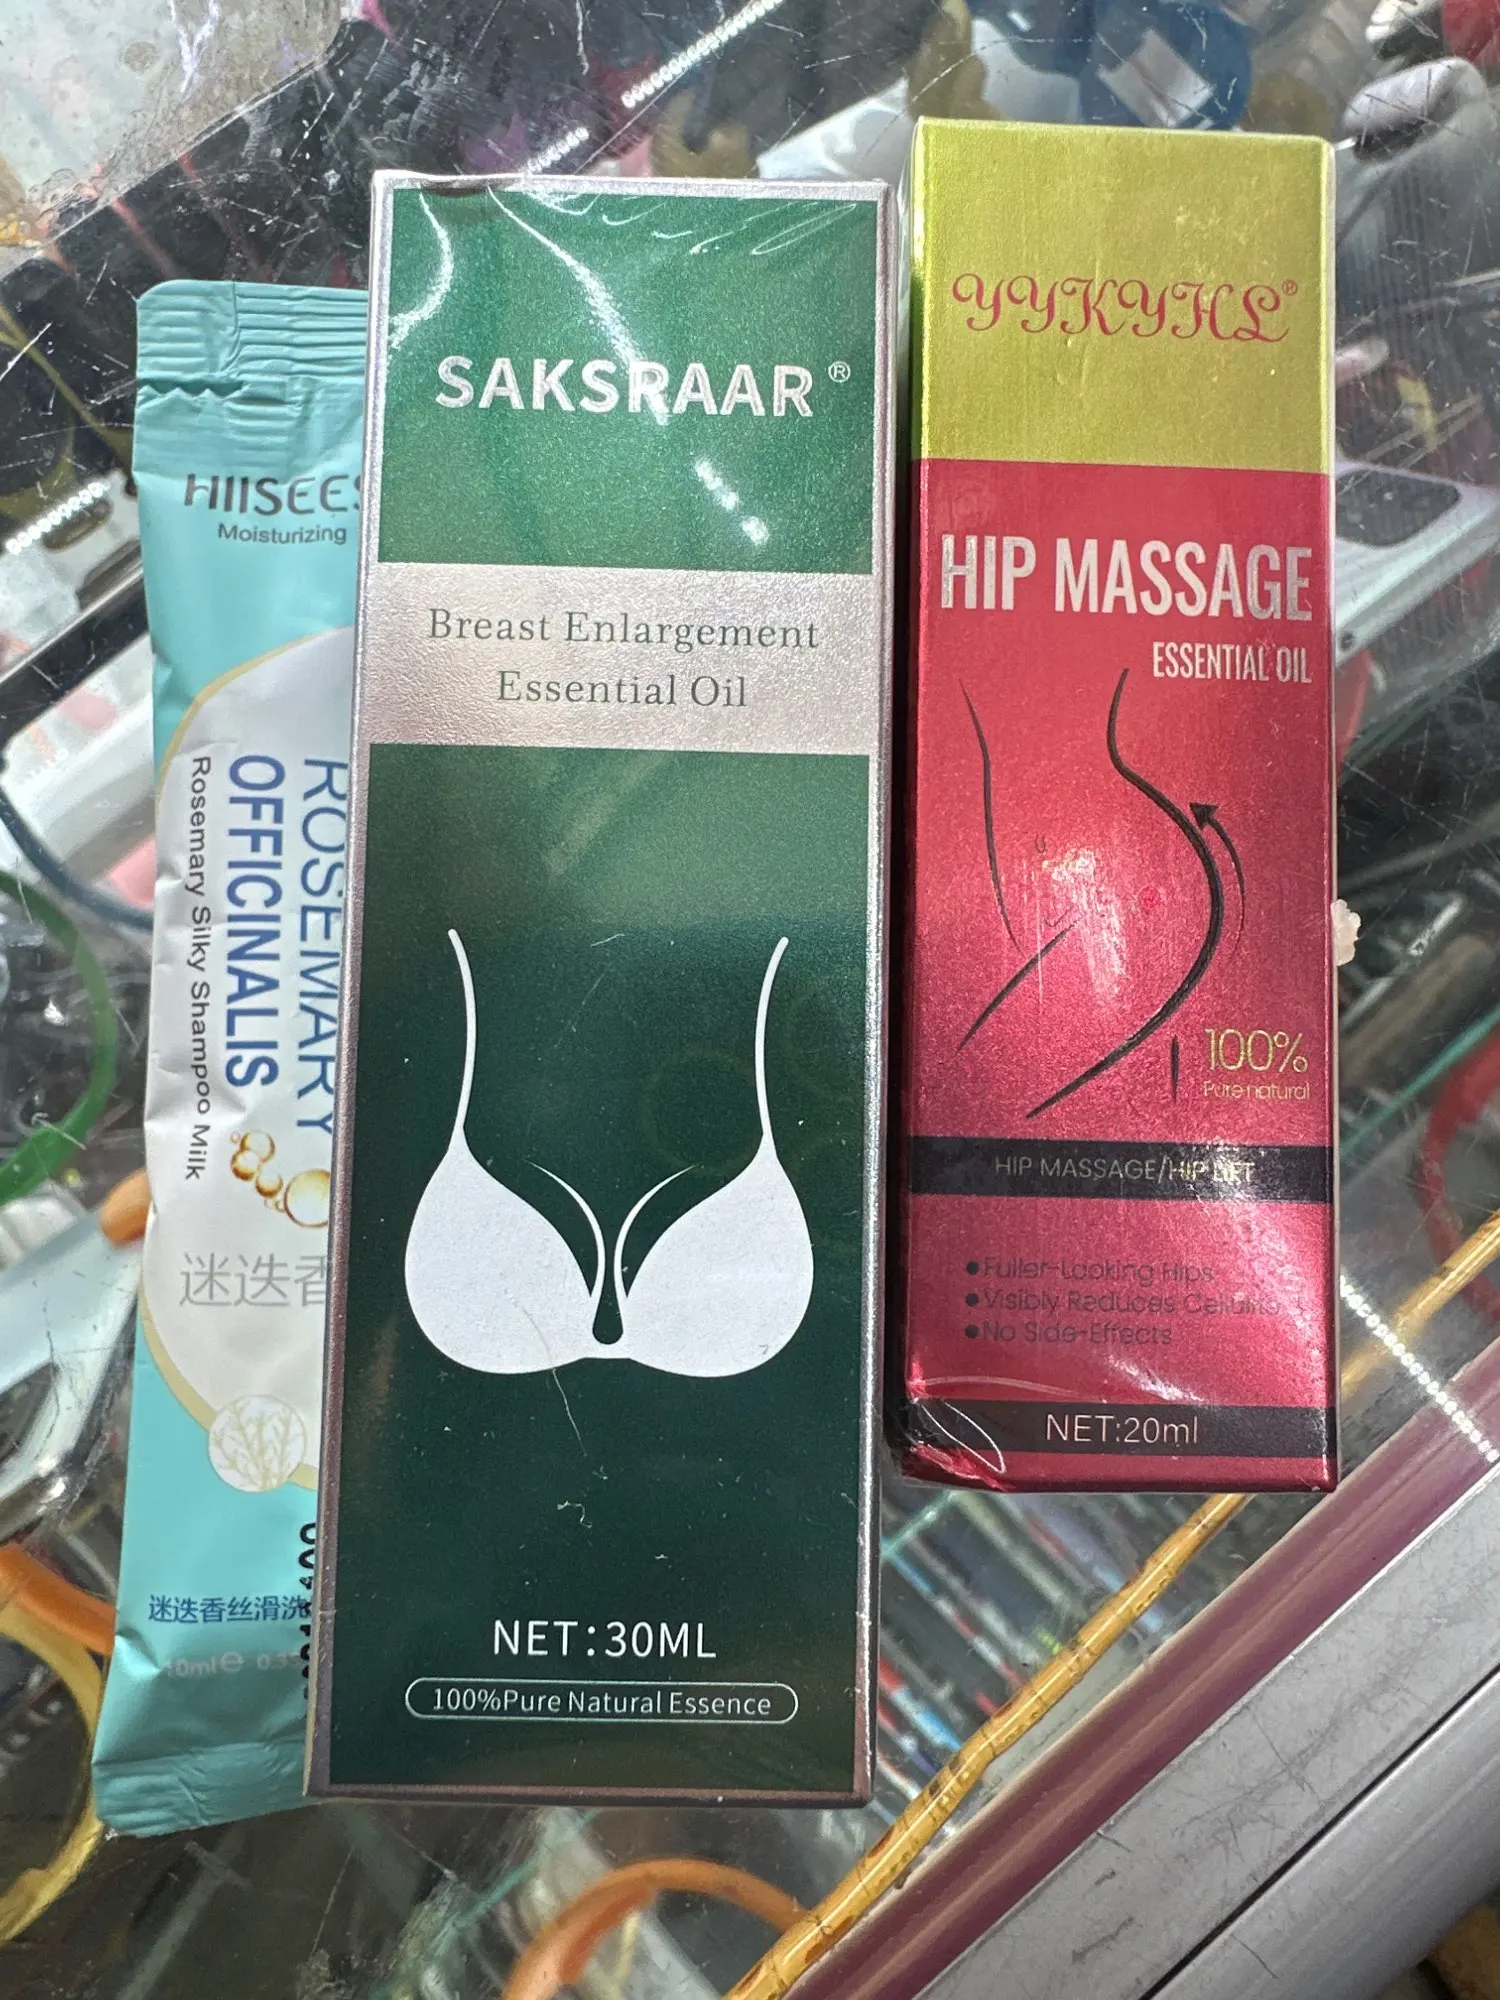 HIISEES
Moisturizing
ROSEMARY
OFFICINALIS
Rosemary Silky Shampoo Milk
迷迭香
迷迭香丝滑洗
10ml e
SAKSRAAR®
Breast Enlargement
Essential Oil
NET:30ML
100%Pure Natural Essence
YYKYHL®
HIP MASSAGE
ESSENTIAL OIL
100%
Pure natural
HIP MASSAGE/HIP LIFT
●Fuller-Looking Hips
●Visibly Reduces Cellulite
●No Side-Effects
NET:20ml